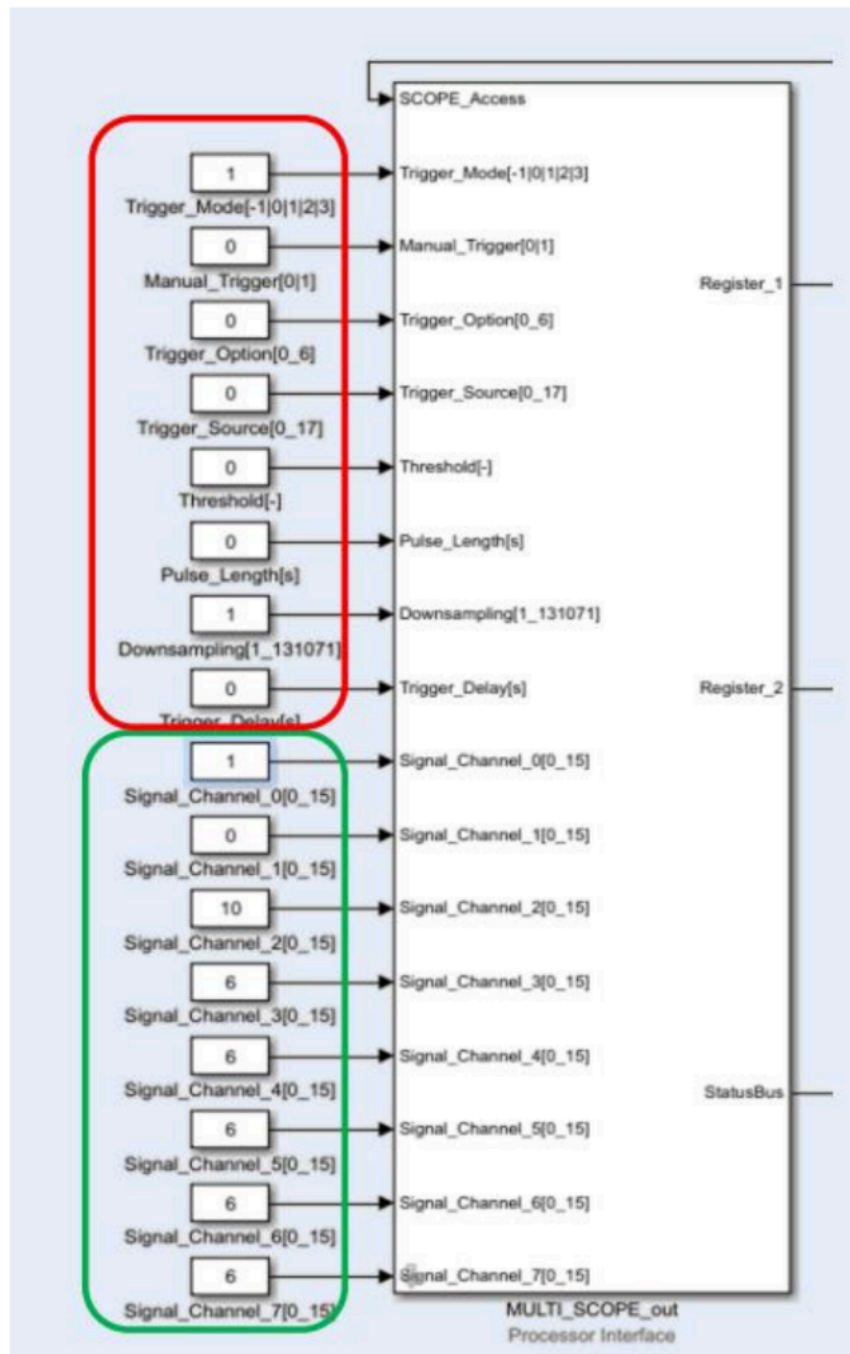 SCOPE_Access
1
Trigger_Mode[-1|0|1|2|3]
Trigger_Mode[-1|0|1|2|3]
0
Manual_Trigger[0|1]
Manual_Trigger[0|1]
Register_1
0
Trigger_Option[0_6]
Trigger_Option[0_6]
0
Trigger_Source[0_17]
Trigger_Source[0_17]
0
Threshold[-]
Threshold[-]
0
Pulse_Length[s]
Pulse_Length[s]
1
Downsampling[1_131071]
Downsampling[1_131071]
0
Trigger_Delay[s]
Register_2
Trigger_Delay[s]
1
Signal_Channel_0[0_15]
Signal_Channel_0[0_15]
0
Signal_Channel_1[0_15]
Signal_Channel_1[0_15]
10
Signal_Channel_2[0_15]
Signal_Channel_2[0_15]
6
Signal_Channel_3[0_15]
Signal_Channel_3[0_15]
6
Signal_Channel_4[0_15]
StatusBus
Signal_Channel_4[0_15]
6
Signal_Channel_5[0_15]
Signal_Channel_5[0_15]
6
Signal_Channel_6[0_15]
Signal_Channel_6[0_15]
6
Signal_Channel_7[0_15]
Signal_Channel_7[0_15]
MULTI_SCOPE_out
Processor Interface